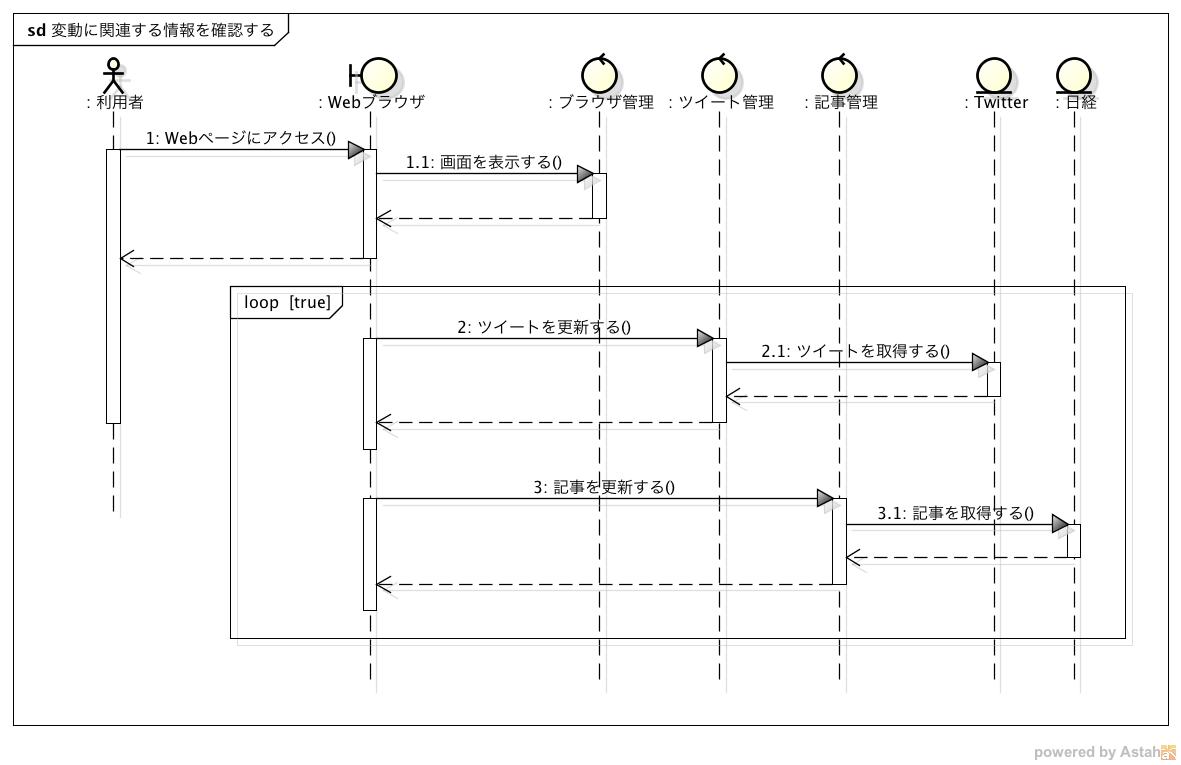 sd 変動に関連する情報を確認する
: 利用者
: Webブラウザ
: ブラウザ管理
: ツイート管理
: 記事管理
: Twitter
: 日経
1: Webページにアクセス()
1.1: 画面を表示する()
loop [true]
2: ツイートを更新する()
2.1: ツイートを取得する()
3: 記事を更新する()
3.1: 記事を取得する()
powered by Astah